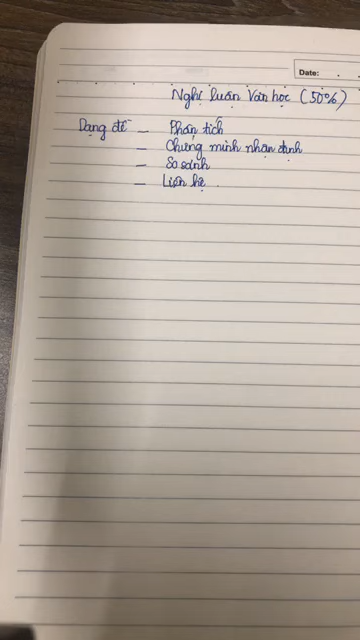 Date:
Nghị luận Văn học (50%)
Dạng đề - Phân tích
- Chứng minh nhận định
- So sánh
- Liên hệ.